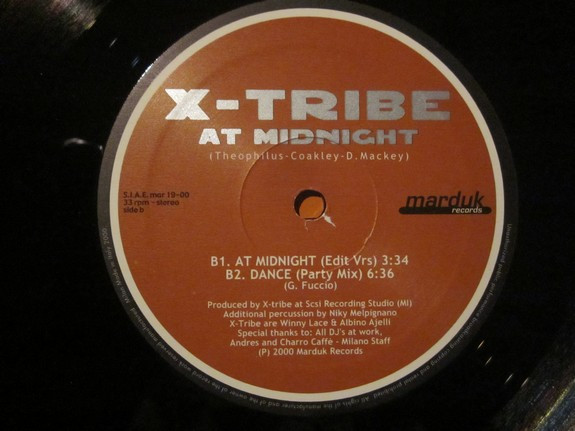 X-TRIBE
AT MIDNIGHT
(Theophilus-Coakley-D.Mackey)
S.I.A.E. mar 19-00
33 rpm - stereo
side b
marduk
records
B1. AT MIDNIGHT (Edit Vrs) 3:34
B2. DANCE (Party Mix) 6:36
(G. Fuccio)
Produced by X-tribe at Scsi Recording Studio (MI)
Additional percussion by Niky Melpignano
X-Tribe are Winny Lace & Albino Ajelli
Special thanks to: All DJ's at work,
Andres and Charro Caffè - Milano Staff
(P) 2000 Marduk Records